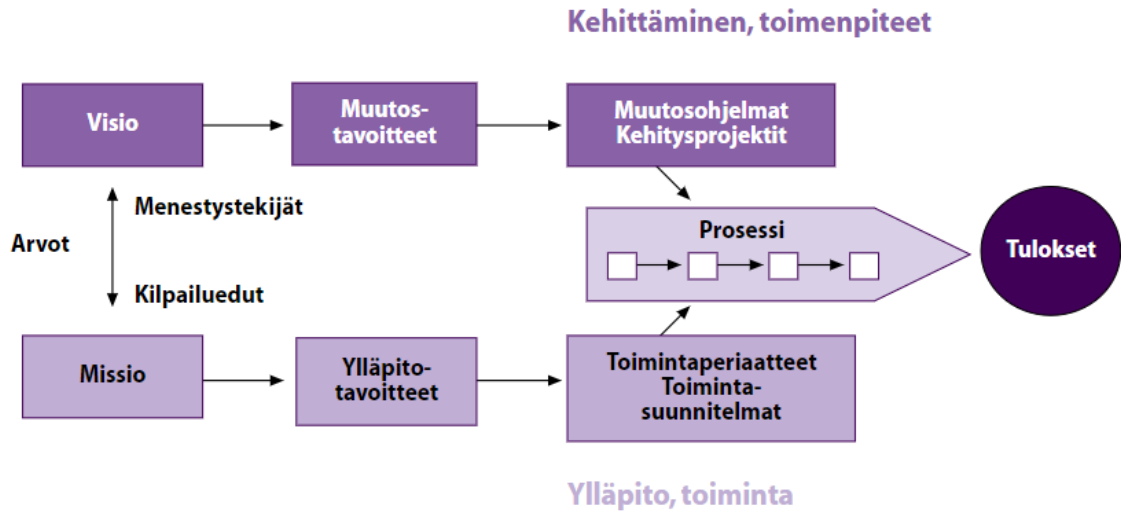 Kehittäminen, toimenpiteet
Visio
Muutos-
tavoitteet
Muutosohjelmat
Kehitysprojektit
Menestystekijät
Arvot
Kilpailuedut
Prosessi
Tulokset
Missio
Ylläpito-
tavoitteet
Toimintaperiaatteet
Toiminta-
suunnitelmat
Ylläpito, toiminta